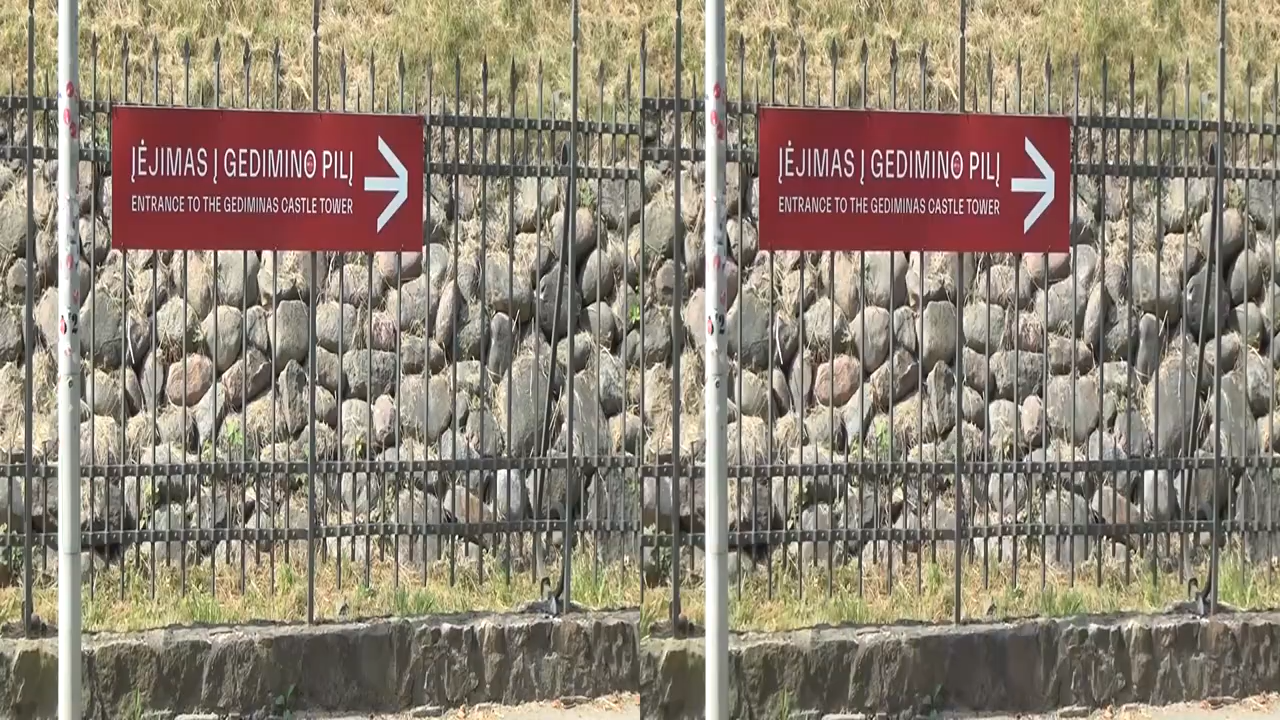 ĮĖJIMAS Į GEDIMINO PILĮ
ENTRANCE TO THE GEDIMINAS CASTLE TOWER
ĮĖJIMAS Į GEDIMINO PILĮ
ENTRANCE TO THE GEDIMINAS CASTLE TOWER